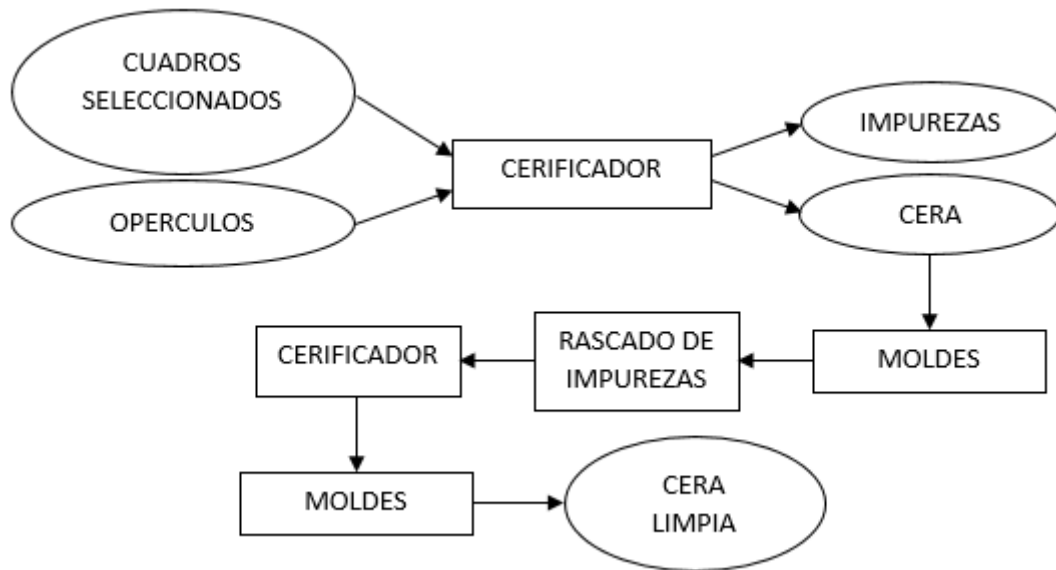 CUADROS
SELECCIONADOS
OPERCULOS
CERIFICADOR
IMPUREZAS
CERA
MOLDES
RASCADO DE
IMPUREZAS
CERIFICADOR
MOLDES
CERA
LIMPIA